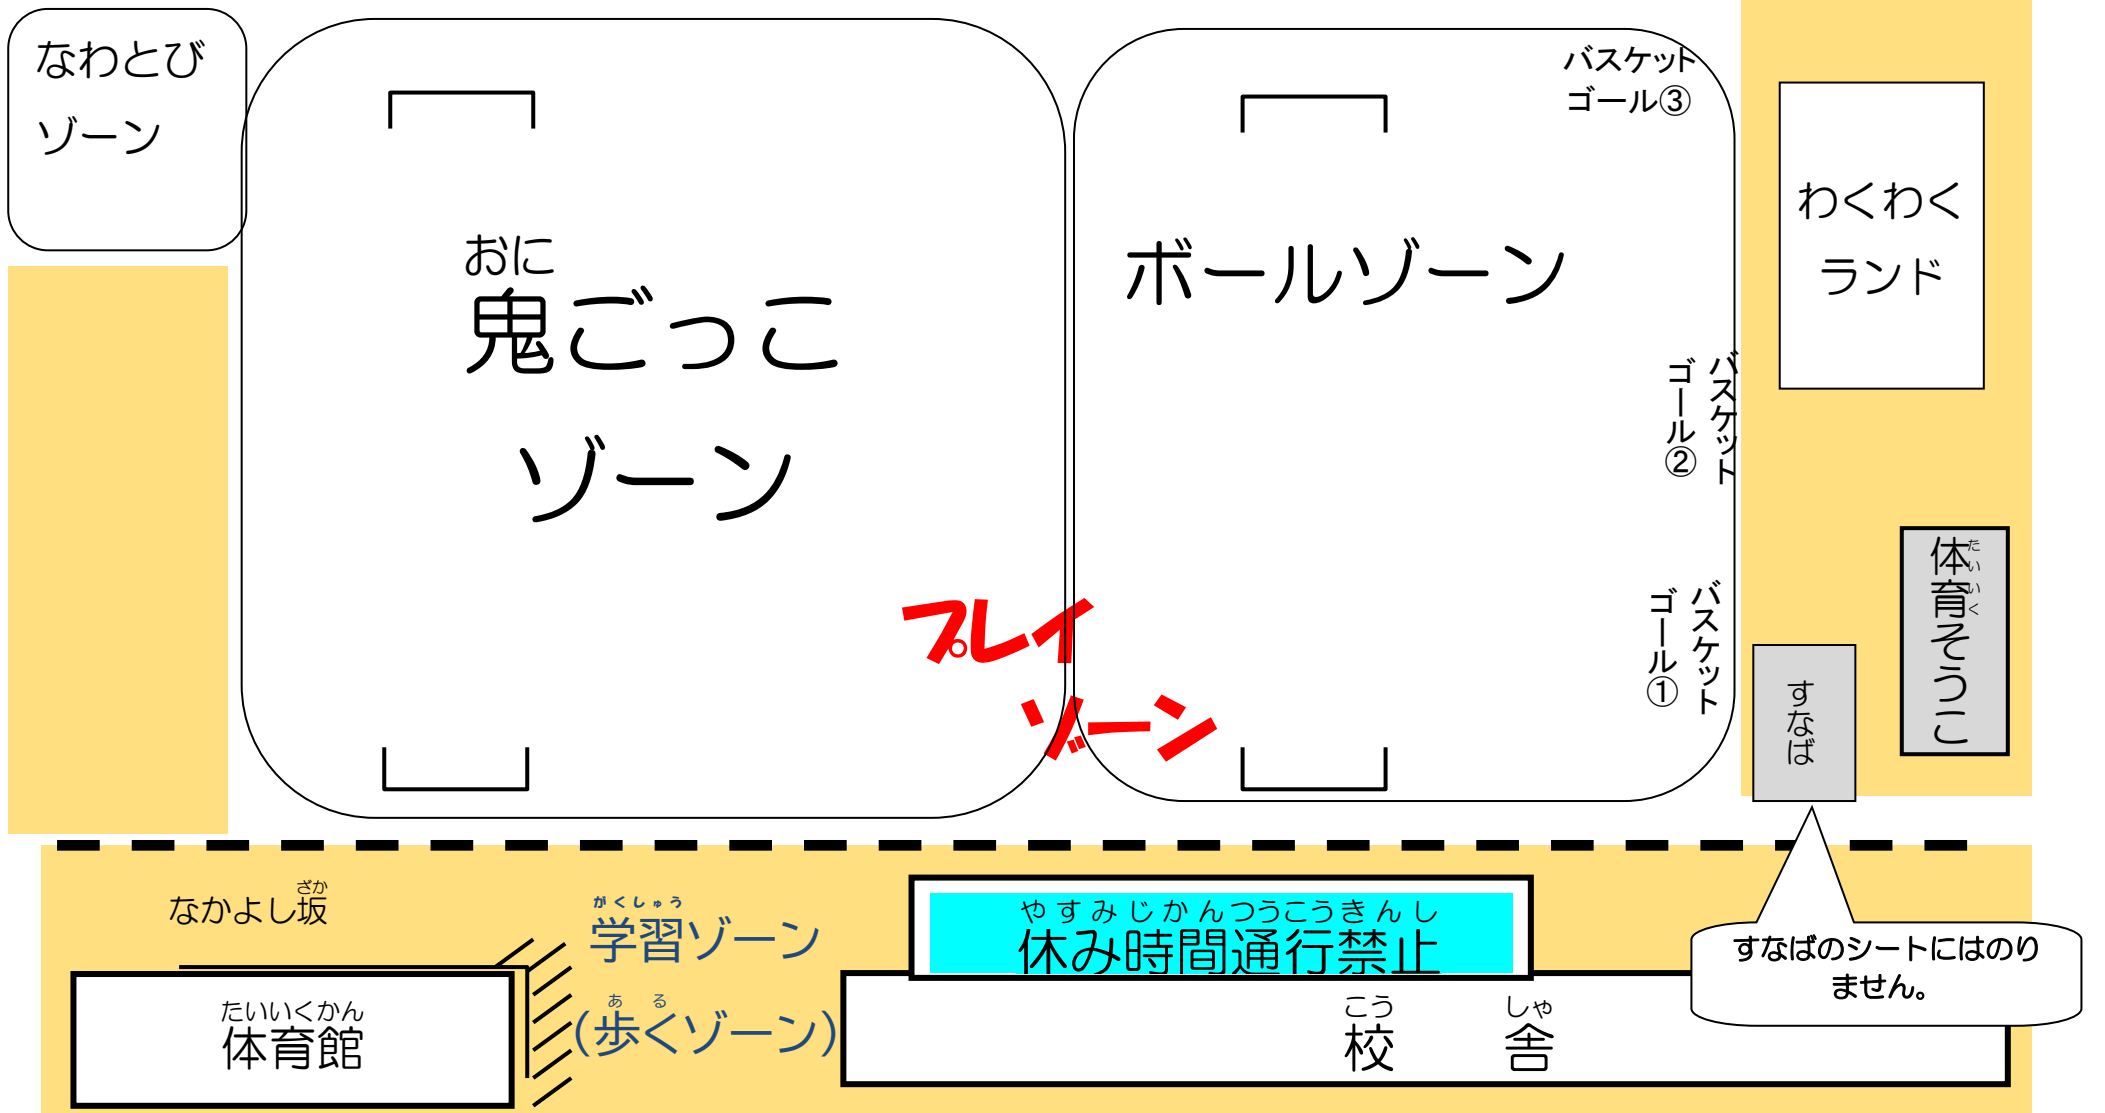 なわとび
ゾーン
おに
鬼ごっこ
ゾーン
ボールゾーン
バスケット
ゴール③
バスケット
ゴール②
バスケット
ゴール①
わくわく
ランド
たいいく
体育そうこ
すなば
プレイ
ゾーン
ざか
なかよし坂
がくしゅう
学習ゾーン
ある
(歩くゾーン)
やすみじかんつうこうきんし
休み時間通行禁止
すなばのシートにはのり
ません。
たいいくかん
体育館
こう しゃ
校 舎